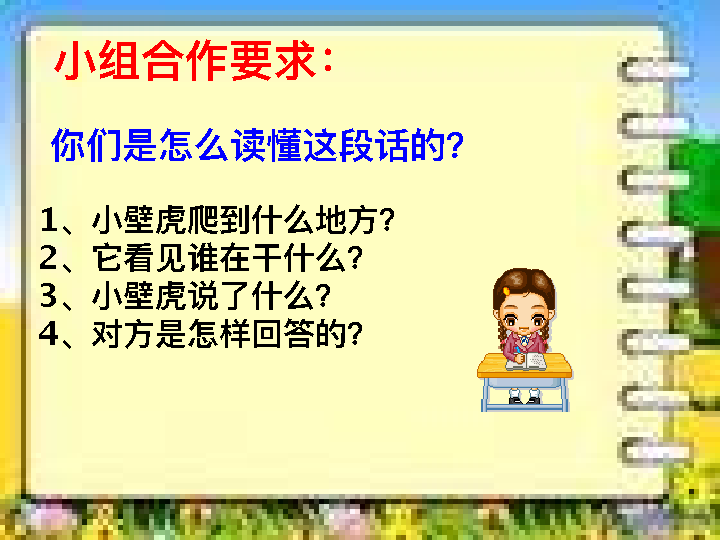 小组合作要求：
你们是怎么读懂这段话的？
1、小壁虎爬到什么地方？
2、它看见谁在干什么？
3、小壁虎说了什么？
4、对方是怎样回答的？